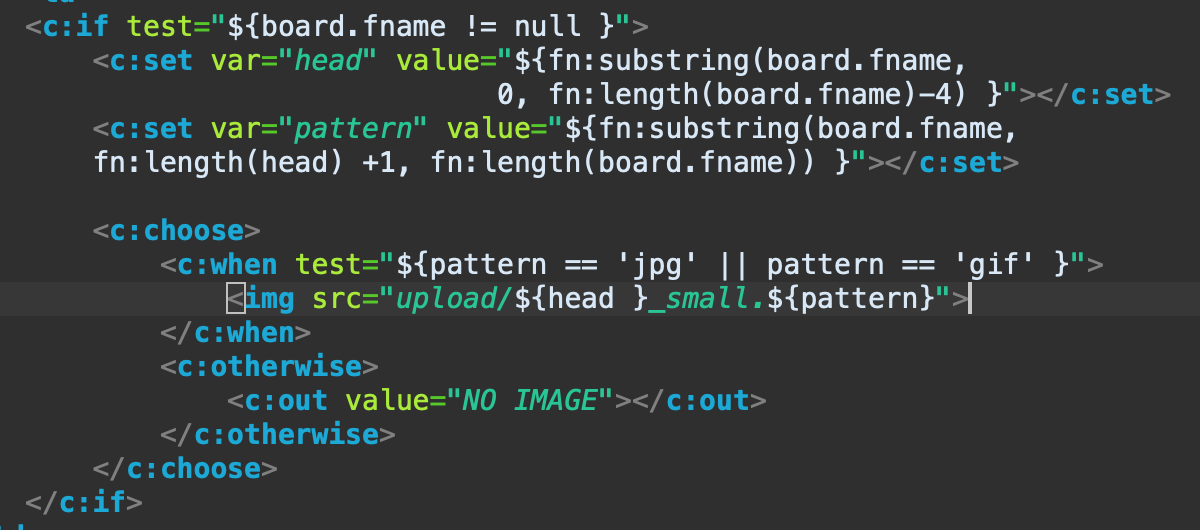 <c:if test="${board.fname != null }">
<c:set var="head" value="${fn:substring(board.fname,
0, fn:length(board.fname)-4) }"></c:set>
<c:set var="pattern" value="${fn:substring(board.fname,
fn:length(head) +1, fn:length(board.fname)) }"></c:set>
<c:choose>
<c:when test="${pattern == 'jpg' || pattern == 'gif' }">
<img src="upload/${head }_small.${pattern}">
</c:when>
<c:otherwise>
<c:out value="NO IMAGE"></c:out>
</c:otherwise>
</c:choose>
</c:if>